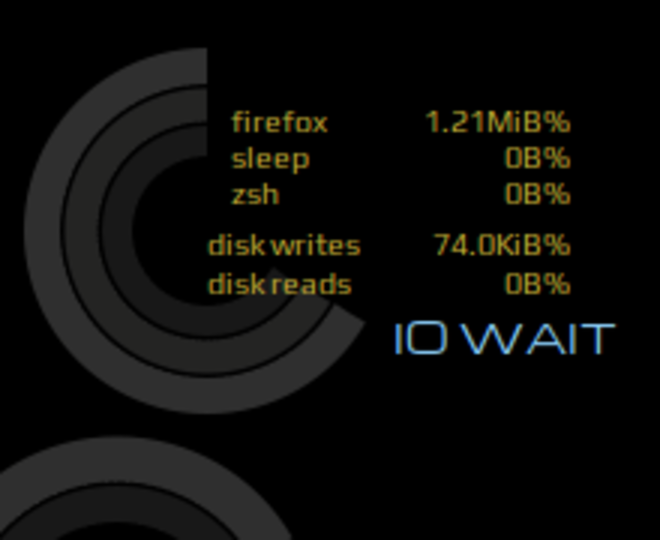 firefox 1.21MiB%
sleep 0B%
zsh 0B%
disk writes 74.0KiB%
disk reads 0B%
IO WAIT